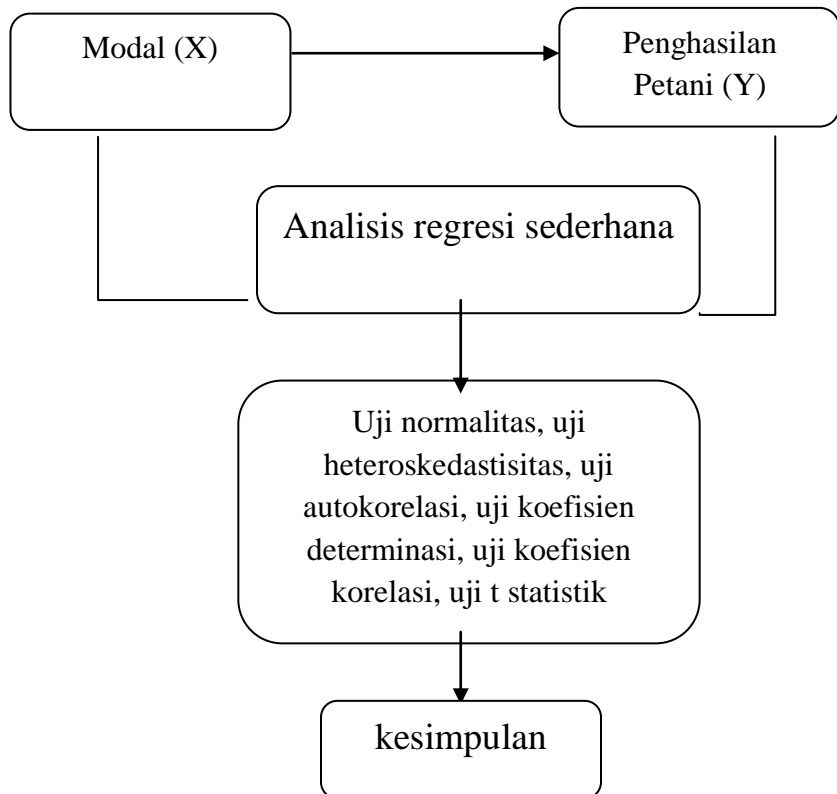 Modal (X)
Penghasilan
Petani (Y)
Analisis regresi sederhana
Uji normalitas, uji
heteroskedastisitas, uji
autokorelasi, uji koefisien
determinasi, uji koefisien
korelasi, uji t statistik
kesimpulan